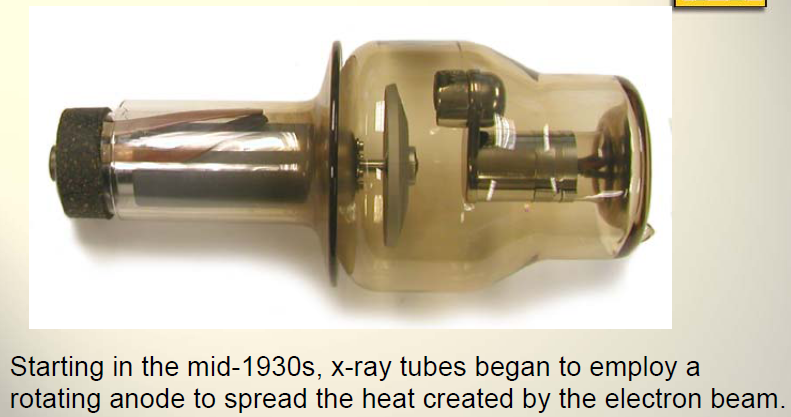 Starting in the mid-1930s, x-ray tubes began to employ a
rotating anode to spread the heat created by the electron beam.